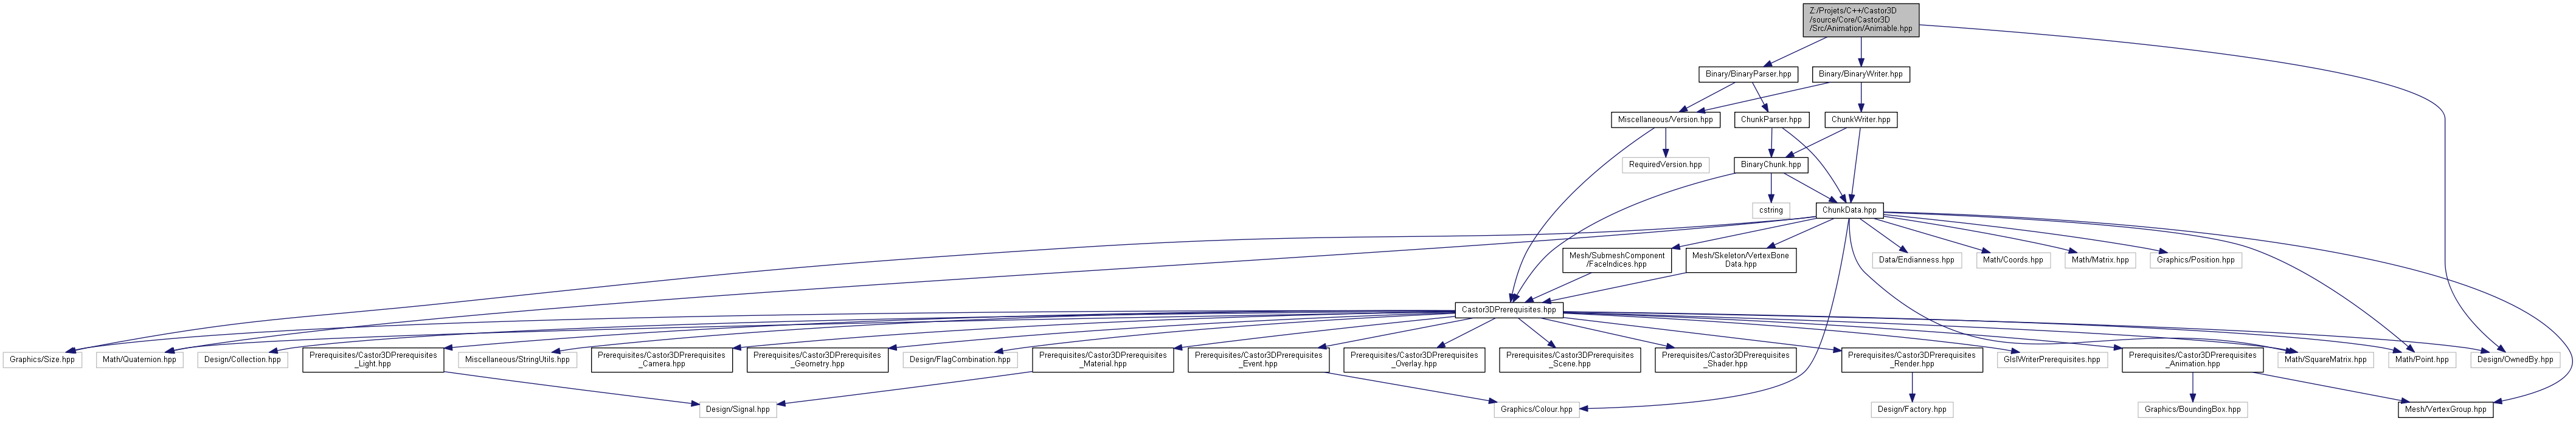 Z:/Projets/C++/Castor3D
/source/Core/Castor3D
/Src/Animation/Animable.hpp
Binary/BinaryParser.hpp
Binary/BinaryWriter.hpp
Miscellaneous/Version.hpp
ChunkParser.hpp
ChunkWriter.hpp
RequiredVersion.hpp
BinaryChunk.hpp
cstring
ChunkData.hpp
Mesh/SubmeshComponent
/FaceIndices.hpp
Mesh/Skeleton/VertexBone
Data.hpp
Data/Endianness.hpp
Math/Coords.hpp
Math/Matrix.hpp
Graphics/Position.hpp
Castor3DPrerequisites.hpp
Graphics/Size.hpp
Math/Quaternion.hpp
Design/Collection.hpp
Prerequisites/Castor3DPrerequisites
_Light.hpp
Miscellaneous/StringUtils.hpp
Prerequisites/Castor3DPrerequisites
_Camera.hpp
Prerequisites/Castor3DPrerequisites
_Geometry.hpp
Design/FlagCombination.hpp
Prerequisites/Castor3DPrerequisites
_Material.hpp
Prerequisites/Castor3DPrerequisites
_Event.hpp
Prerequisites/Castor3DPrerequisites
_Overlay.hpp
Prerequisites/Castor3DPrerequisites
_Scene.hpp
Prerequisites/Castor3DPrerequisites
_Shader.hpp
Prerequisites/Castor3DPrerequisites
_Render.hpp
GlslWriterPrerequisites.hpp
Prerequisites/Castor3DPrerequisites
_Animation.hpp
Math/SquareMatrix.hpp
Math/Point.hpp
Design/OwnedBy.hpp
Design/Signal.hpp
Graphics/Colour.hpp
Design/Factory.hpp
Graphics/BoundingBox.hpp
Mesh/VertexGroup.hpp